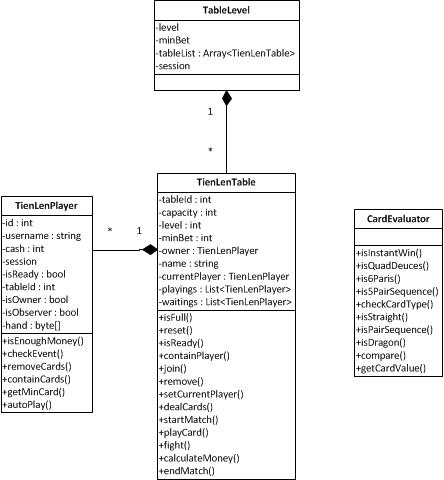 TableLevel
-level
-minBet
-tableList : Array<TienLenTable>
-session
1
*
TienLenTable
-tableId : int
-capacity : int
-level : int
-minBet : int
-owner : TienLenPlayer
-name : string
-currentPlayer : TienLenPlayer
-playings : List<TienLenPlayer>
-waitings : List<TienLenPlayer>
+isFull()
+reset()
+isReady()
+containPlayer()
+join()
+remove()
+setCurrentPlayer()
+dealCards()
+startMatch()
+playCard()
+fight()
+calculateMoney()
+endMatch()
TienLenPlayer
-id : int
-username : string
-cash : int
-session
-isReady : bool
-tableId : int
-isOwner : bool
-isObserver : bool
-hand : byte[]
+isEnoughMoney()
+checkEvent()
+removeCards()
+containCards()
+getMinCard()
+autoPlay()
*
1
CardEvaluator
+isInstantWin()
+isQuadDeuces()
+is6Paris()
+is5PairSequence()
+checkCardType()
+isStraight()
+isPairSequence()
+isDragon()
+compare()
+getCardValue()